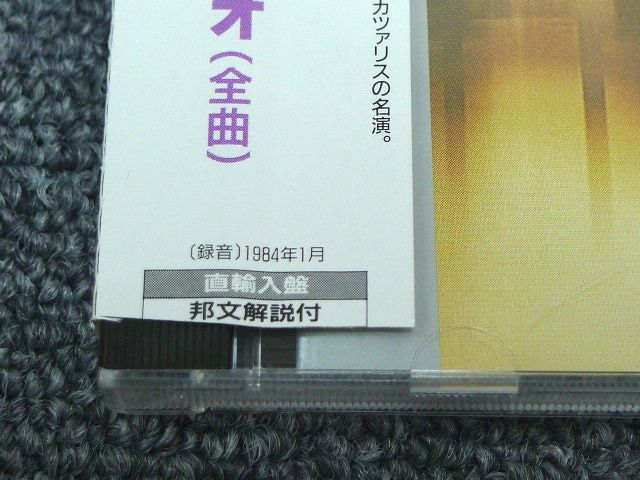 カツァリスの名演。
オ(全曲)
(録音)1984年1月
直輸入盤
邦文解説付